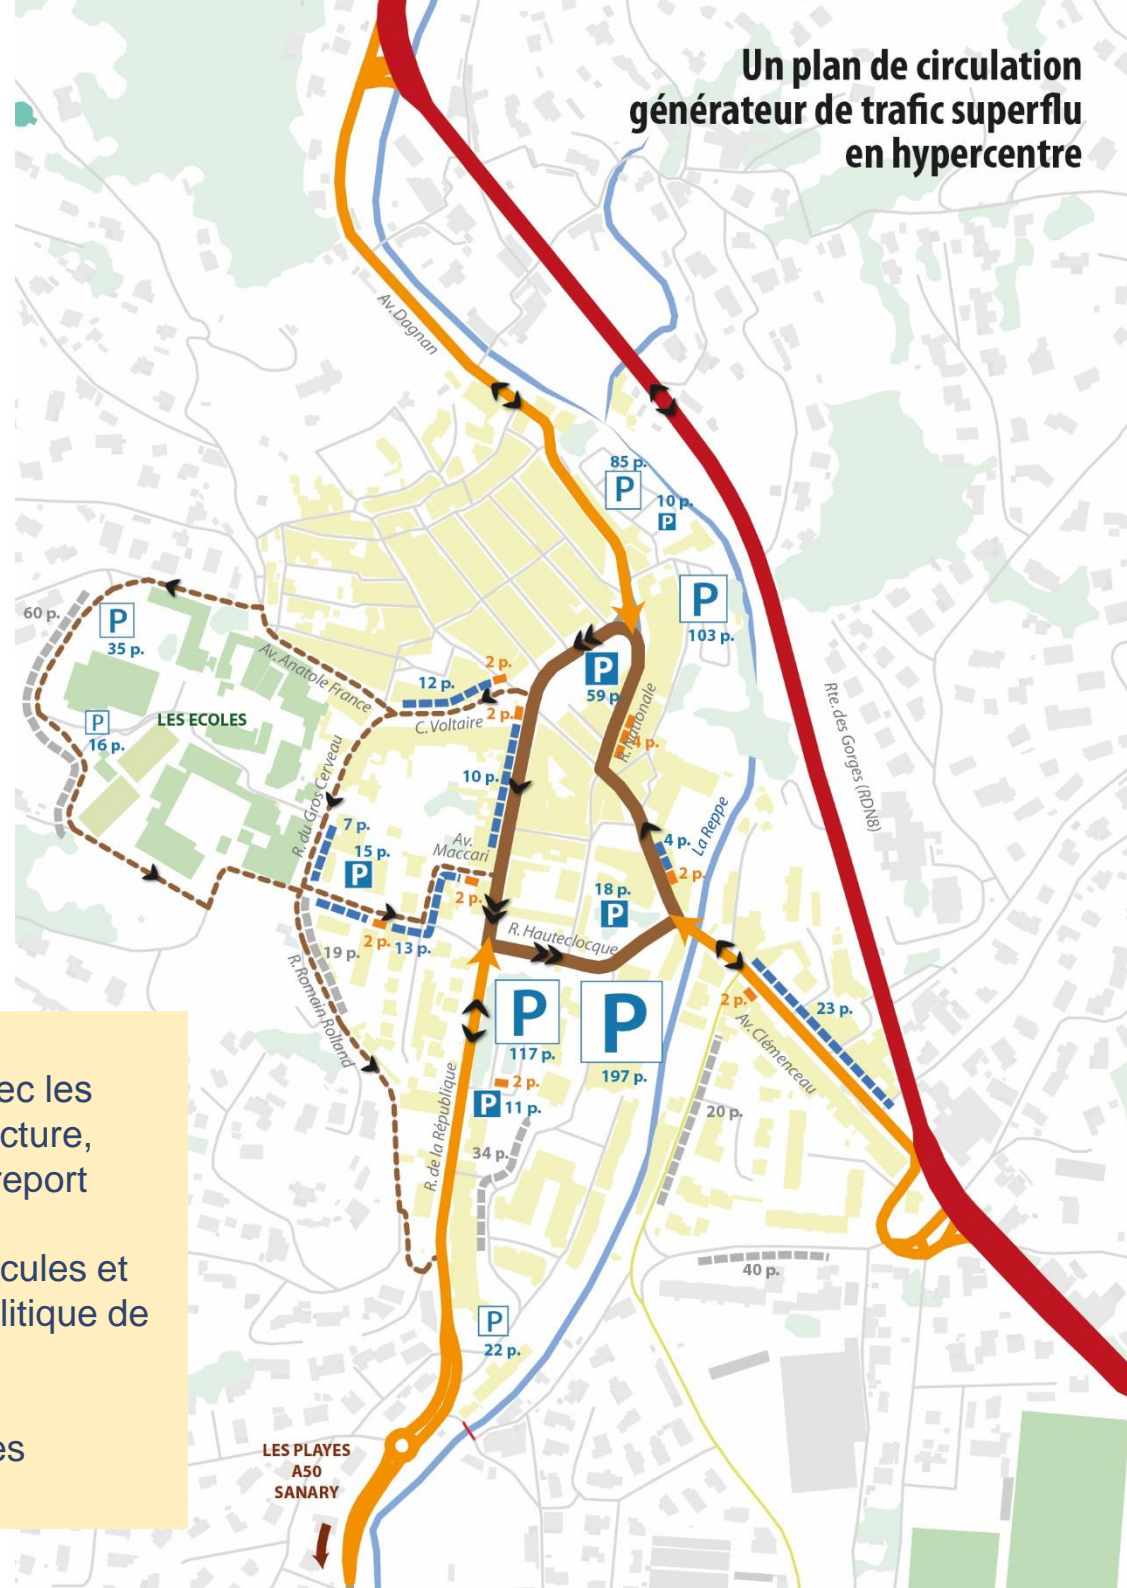 Un plan de circulation
générateur de trafic superflu
en hypercentre
Av. Dagnan
85 p.
P
10 p.
P
P
103 p.
60 p.
P
35 p.
Av. Anatole France
2 p.
12 p.
P
59 p.
P
16 p.
LES ECOLES
C. Voltaire
2 p.
R. Nationale
4 p.
Rte. des Gorges (RDN8)
10 p.
R. du Gros Cerveau
7 p.
15 p.
P
Av.
Maccari
La Reppe
4 p.
2 p.
2 p.
18 p.
P
R. Hauteclocque
19 p.
2 p.
13 p.
R. Romain Rolland
P
117 p.
P
197 p.
2 p.
23 p.
Av. Clémenceau
2 p.
P
11 p.
20 p.
R. de la République
34 p.
40 p.
P
22 p.
ec les
cture,
report
cules et
litique de
es
LES PLAYES
A50
SANARY